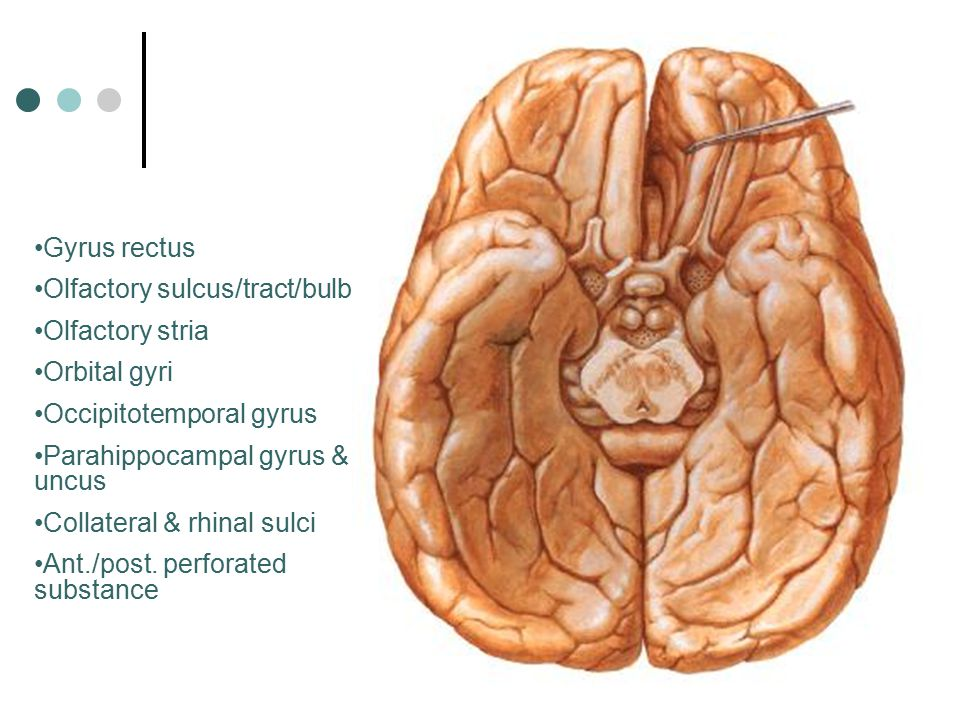 •Gyrus rectus
•Olfactory sulcus/tract/bulb
•Olfactory stria
•Orbital gyri
•Occipitotemporal gyrus
•Parahippocampal gyrus &
uncus
•Collateral & rhinal sulci
•Ant./post. perforated
substance